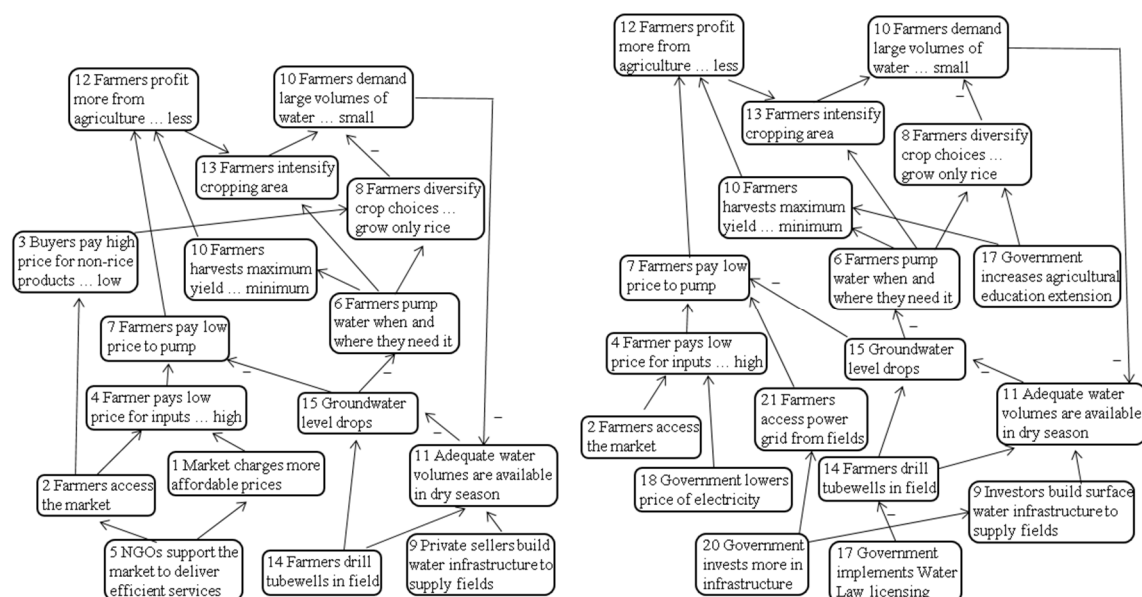 12 Farmers profit
more from
agriculture … less
10 Farmers demand
large volumes of
water … small
–
13 Farmers intensify
cropping area
8 Farmers diversify
crop choices …
grow only rice
3 Buyers pay high
price for non-rice
products … low
10 Farmers
harvests maximum
yield … minimum
6 Farmers pump
water when and
where they need it
7 Farmers pay low
price to pump
–
–
4 Farmer pays low
price for inputs … high
15 Groundwater
level drops
–
–
1 Market charges more
affordable prices
11 Adequate water
volumes are available
in dry season
2 Farmers access
the market
5 NGOs support the
market to deliver
efficient services
14 Farmers drill
tubewells in field
9 Private sellers build
water infrastructure to
supply fields
12 Farmers profit
more from
agriculture … less
10 Farmers demand
large volumes of
water … small
–
13 Farmers intensify
cropping area
8 Farmers diversify
crop choices …
grow only rice
10 Farmers
harvests maximum
yield … minimum
7 Farmers pay low
price to pump
–
6 Farmers pump
water when and
where they need it
17 Government
increases agricultural
education extension
–
–
4 Farmer pays low
price for inputs … high
15 Groundwater
level drops
–
21 Farmers
access power
grid from fields
11 Adequate water
volumes are available
in dry season
2 Farmers access
the market
18 Government lowers
price of electricity
14 Farmers drill
tubewells in field
–
9 Investors build surface
water infrastructure to
supply fields
20 Government
invests more in
infrastructure
17 Government
implements Water
Law licensing